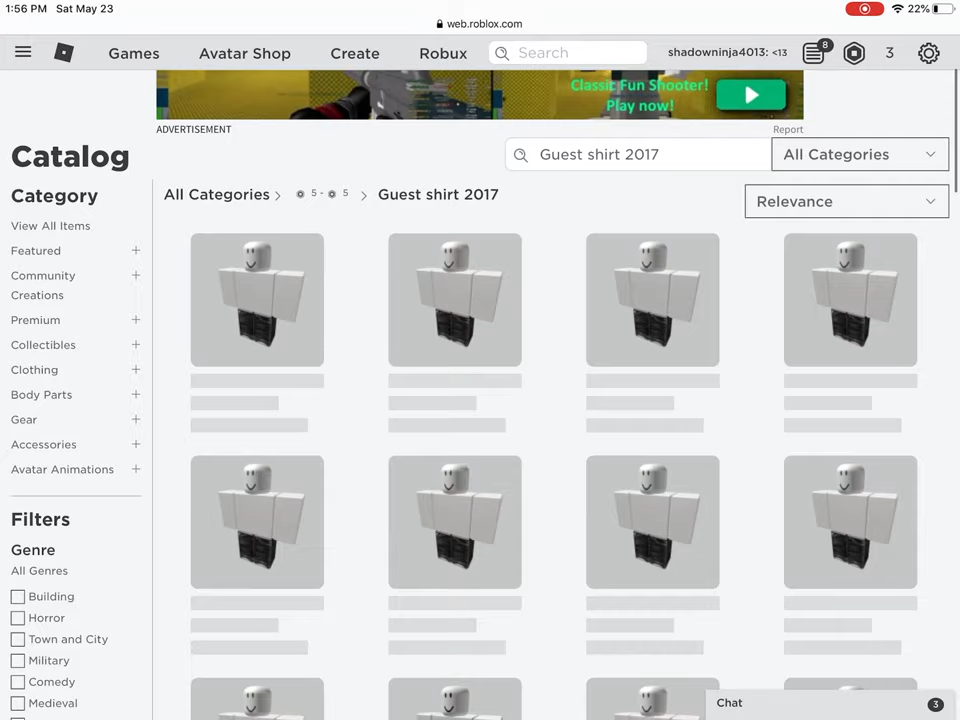 1:56 PM Sat May 23
22%
web.roblox.com
Games
Avatar Shop
Create
Robux
Search
shadowninja4013: <13
8
3
Classic Fun Shooter!
Play now!
ADVERTISEMENT
Report
Catalog
Guest shirt 2017
All Categories
Category
All Categories > 5 - 5 > Guest shirt 2017
Relevance
View All Items
Featured +
Community +
Creations
Premium +
Collectibles +
Clothing +
Body Parts +
Gear +
Accessories +
Avatar Animations +
Filters
Genre
All Genres
Building
Horror
Town and City
Military
Comedy
Medieval
Chat 3